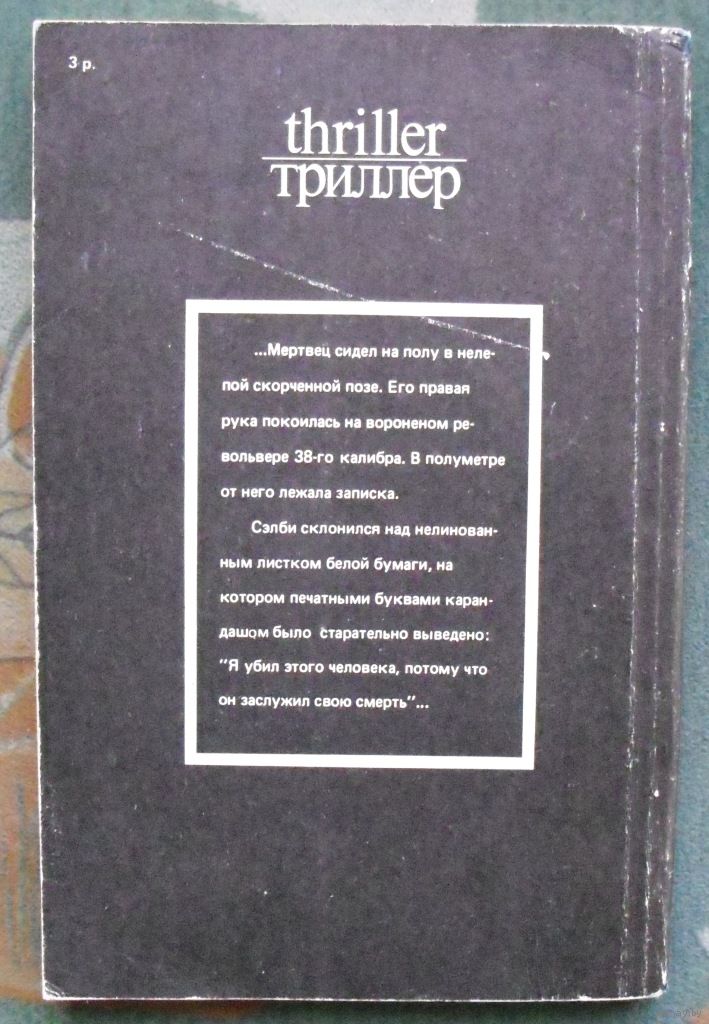 3 р.
thriller
триллер
...Мертвец сидел на полу в неле-
пой скорченной позе. Его правая
рука покоилась на вороненом ре-
вольвере 38-го калибра. В полуметре
от него лежала записка.
Сэлби склонился над нелинован-
ным листком белой бумаги, на
котором печатными буквами каран-
дашом было старательно выведено:
"Я убил этого человека, потому что
он заслужил свою смерть"...